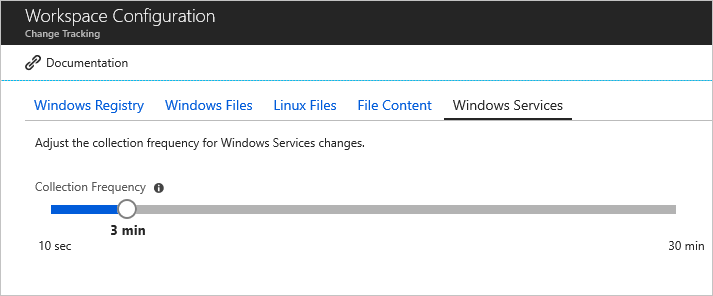 Workspace Configuration
Change Tracking
Documentation
Windows Registry Windows Files Linux Files File Content Windows Services
Adjust the collection frequency for Windows Services changes.
Collection Frequency
3 min
10 sec 30 min